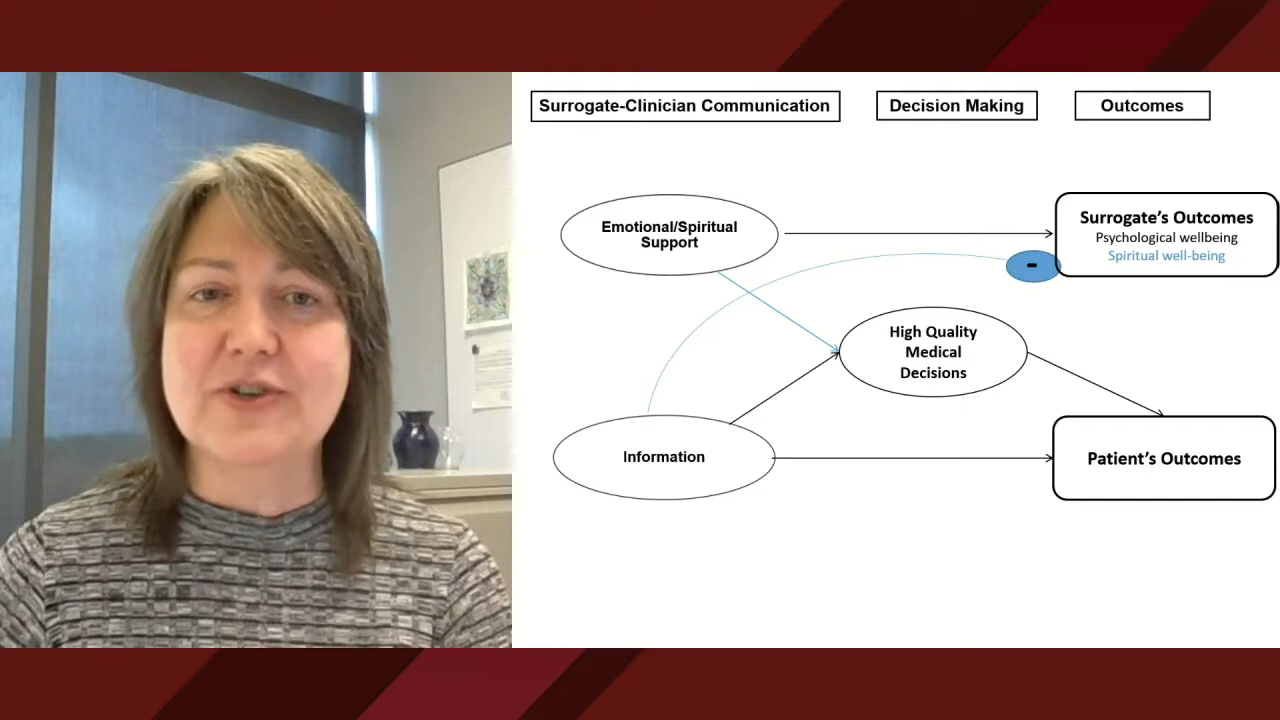 Surrogate-Clinician Communication
Decision Making
Outcomes
Emotional/Spiritual
Support
Surrogate's Outcomes
Psychological wellbeing
Spiritual well-being
-
High Quality
Medical
Decisions
Information
Patient's Outcomes